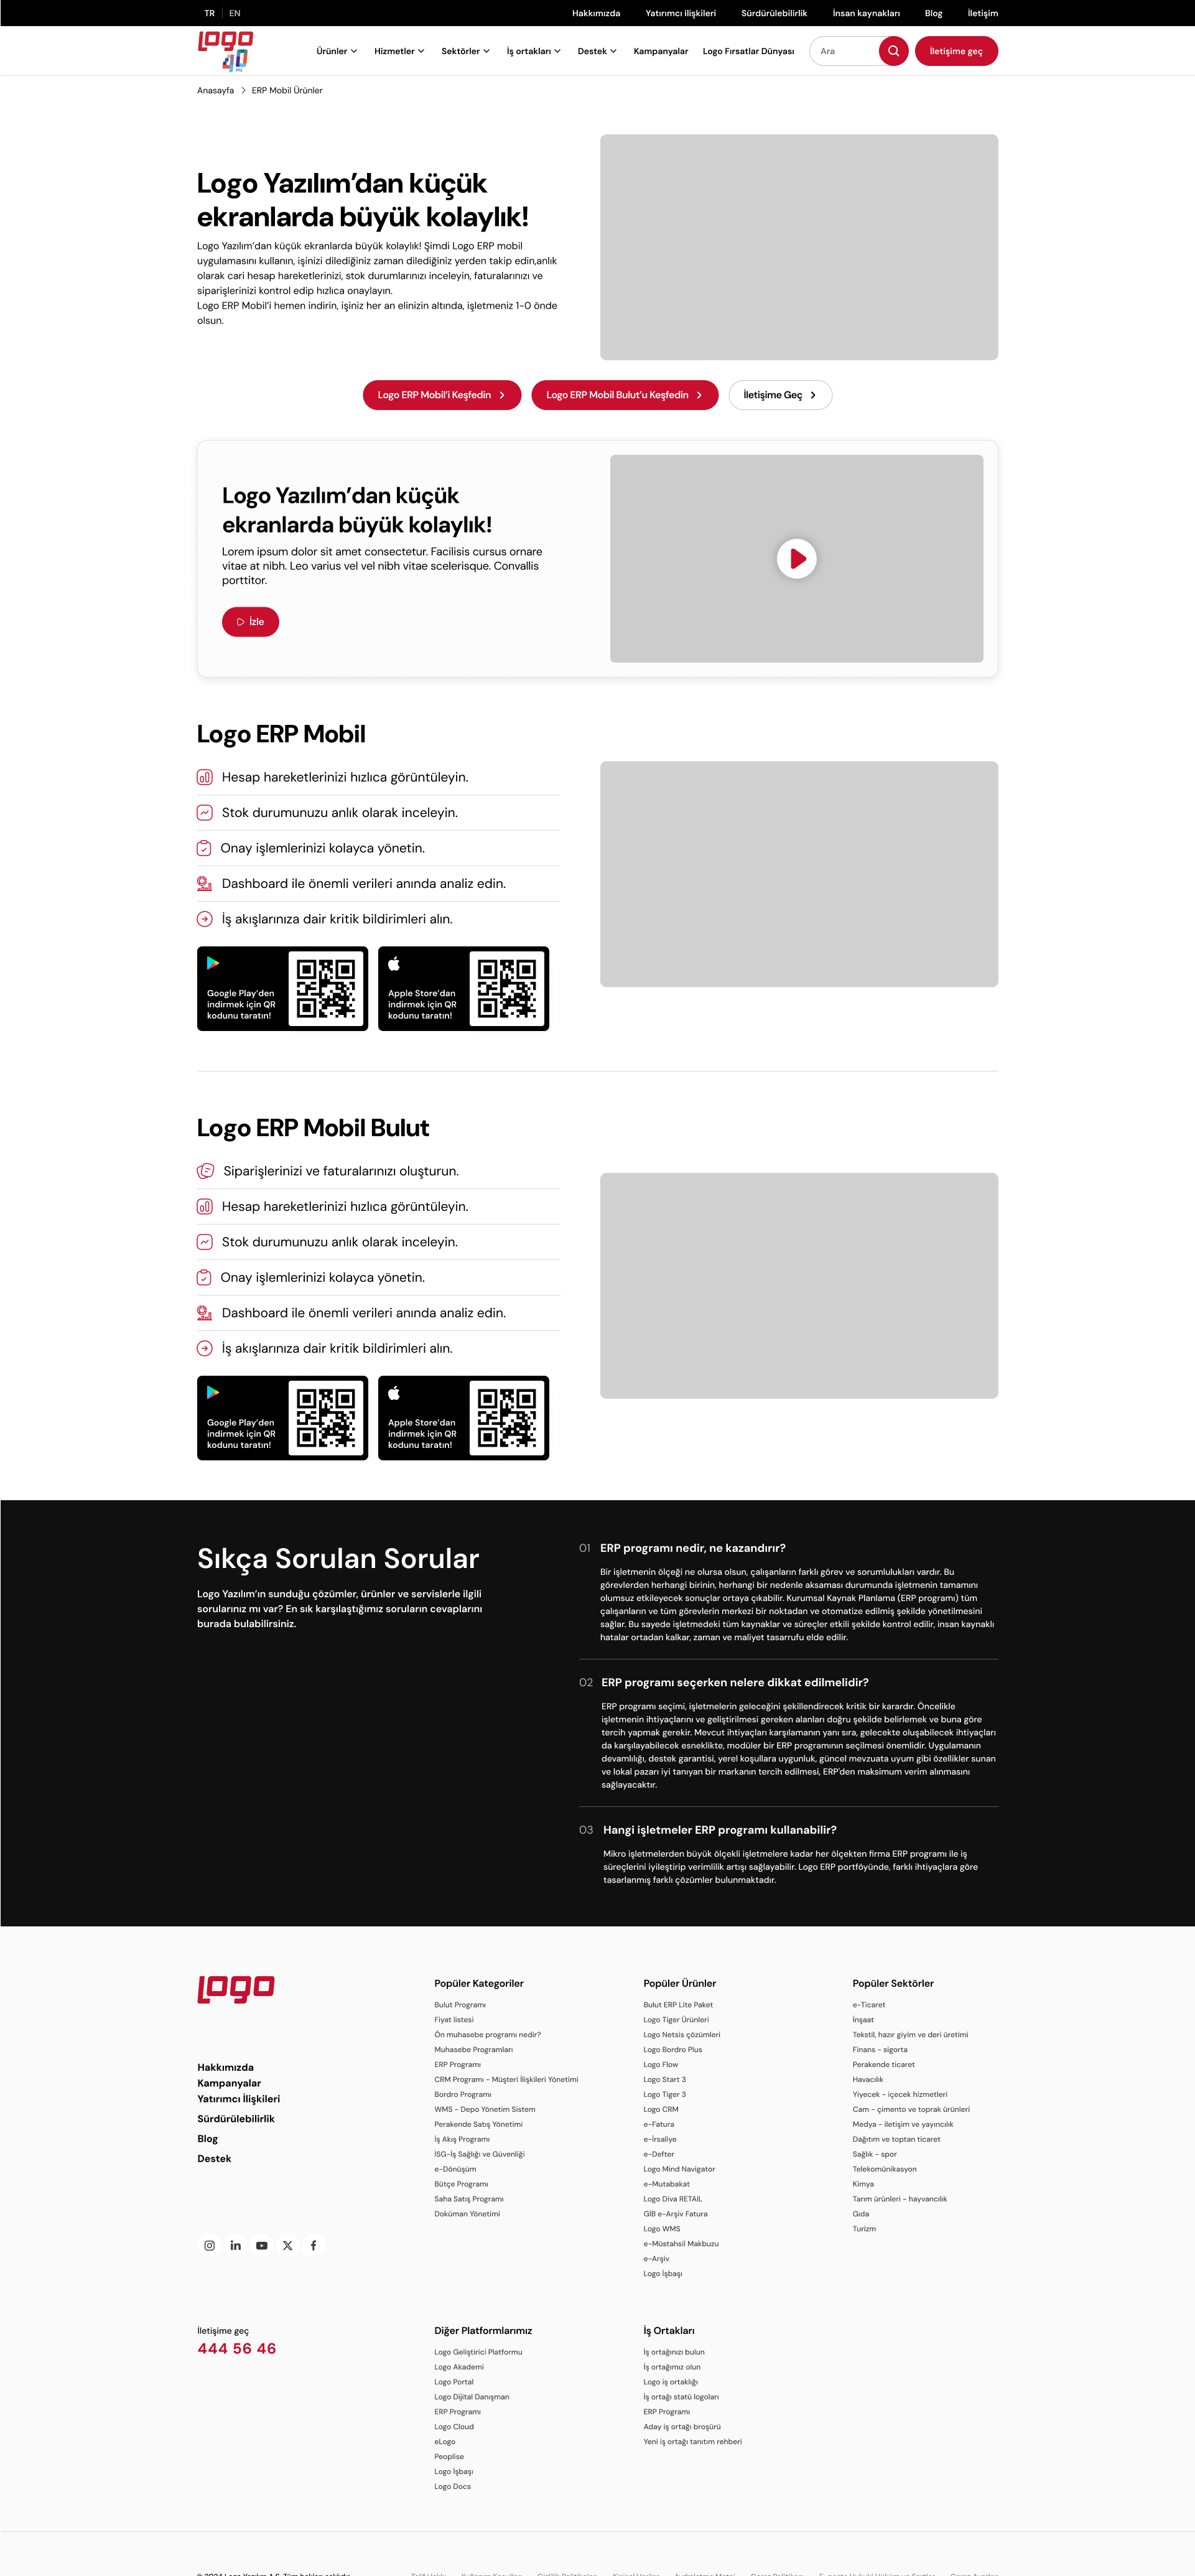 TR EN
Hakkımızda Yatırımcı ilişkileri Sürdürülebilirlik İnsan kaynakları Blog İletişim
LOGO
40 YIL
Ürünler Hizmetler Sektörler İş ortakları Destek Kampanyalar Logo Fırsatlar Dünyası Ara İletişime geç
Anasayfa > ERP Mobil Ürünler
Logo Yazılım’dan küçük
ekranlarda büyük kolaylık!
Logo Yazılım’dan küçük ekranlarda büyük kolaylık! Şimdi Logo ERP mobil
uygulamasını kullanın, işinizi dilediğiniz zaman dilediğiniz yerden takip edin,anlık
olarak cari hesap hareketlerinizi, stok durumlarınızı inceleyin, faturalarınızı ve
siparişlerinizi kontrol edip hızlıca onaylayın.
Logo ERP Mobil’i hemen indirin, işiniz her an elinizin altında, işletmeniz 1-0 önde
olsun.
Logo ERP Mobil’i Keşfedin
Logo ERP Mobil Bulut’u Keşfedin
İletişime Geç
Logo Yazılım’dan küçük
ekranlarda büyük kolaylık!
Lorem ipsum dolor sit amet consectetur. Facilisis cursus ornare
vitae at nibh. Leo varius vel vel nibh vitae scelerisque. Convallis
porttitor.
İzle
Logo ERP Mobil
Hesap hareketlerinizi hızlıca görüntüleyin.
Stok durumunuzu anlık olarak inceleyin.
Onay işlemlerinizi kolayca yönetin.
Dashboard ile önemli verileri anında analiz edin.
İş akışlarınıza dair kritik bildirimleri alın.
Google Play’den
indirmek için QR
kodunu taratın!
Apple Store’dan
indirmek için QR
kodunu taratın!
Logo ERP Mobil Bulut
Siparişlerinizi ve faturalarınızı oluşturun.
Hesap hareketlerinizi hızlıca görüntüleyin.
Stok durumunuzu anlık olarak inceleyin.
Onay işlemlerinizi kolayca yönetin.
Dashboard ile önemli verileri anında analiz edin.
İş akışlarınıza dair kritik bildirimleri alın.
Google Play’den
indirmek için QR
kodunu taratın!
Apple Store’dan
indirmek için QR
kodunu taratın!
Sıkça Sorulan Sorular
Logo Yazılım’ın sunduğu çözümler, ürünler ve servislerle ilgili
sorularınız mı var? En sık karşılaştığımız soruların cevaplarını
burada bulabilirsiniz.
01 ERP programı nedir, ne kazandırır?
Bir işletmenin ölçeği ne olursa olsun, çalışanların farklı görev ve sorumlulukları vardır. Bu
görevlerden herhangi birinin, herhangi bir nedenle aksaması durumunda işletmenin tamamını
olumsuz etkileyecek sonuçlar ortaya çıkabilir. Kurumsal Kaynak Planlama (ERP programı) tüm
çalışanların ve tüm görevlerin merkezi bir noktadan ve otomatize edilmiş şekilde yönetilmesini
sağlar. Bu sayede işletmedeki tüm kaynaklar ve süreçler etkili şekilde kontrol edilir, insan kaynaklı
hatalar ortadan kalkar, zaman ve maliyet tasarrufu elde edilir.
02 ERP programı seçerken nelere dikkat edilmelidir?
ERP programı seçimi, işletmelerin geleceğini şekillendirecek kritik bir karardır. Öncelikle
işletmenin ihtiyaçlarını ve geliştirilmesi gereken alanları doğru şekilde belirlemek ve buna göre
tercih yapmak gerekir. Mevcut ihtiyaçları karşılamanın yanı sıra, gelecekte oluşabilecek ihtiyaçları
da karşılayabilecek esneklikte, modüler bir ERP programının seçilmesi önemlidir. Uygulamanın
devamlılığı, destek garantisi, yerel koşullara uygunluk, güncel mevzuata uyum gibi özellikler sunan
ve lokal pazarı iyi tanıyan bir markanın tercih edilmesi, ERP'den maksimum verim alınmasını
sağlayacaktır.
03 Hangi işletmeler ERP programı kullanabilir?
Mikro işletmelerden büyük ölçekli işletmelere kadar her ölçekten firma ERP programı ile iş
süreçlerini iyileştirip verimlilik artışı sağlayabilir. Logo ERP portföyünde, farklı ihtiyaçlara göre
tasarlanmış farklı çözümler bulunmaktadır.
LOGO
Hakkımızda
Kampanyalar
Yatırımcı İlişkileri
Sürdürülebilirlik
Blog
Destek
Popüler Kategoriler
Bulut Programı
Fiyat listesi
Ön muhasebe programı nedir?
Muhasebe Programları
ERP Programı
CRM Programı - Müşteri İlişkileri Yönetimi
Bordro Programı
WMS - Depo Yönetim Sistem
Perakende Satış Yönetimi
İş Akış Programı
İSG-İş Sağlığı ve Güvenliği
e-Dönüşüm
Bütçe Programı
Saha Satış Programı
Doküman Yönetimi
Popüler Ürünler
Bulut ERP Lite Paket
Logo Tiger Ürünleri
Logo Netsis çözümleri
Logo Bordro Plus
Logo Flow
Logo Start 3
Logo Tiger 3
Logo CRM
e-Fatura
e-İrsaliye
e-Defter
Logo Mind Navigator
e-Mutabakat
Logo Diva RETAIL
GİB e-Arşiv Fatura
Logo WMS
e-Müstahsil Makbuzu
e-Arşiv
Logo İşbaşı
Popüler Sektörler
e-Ticaret
İnşaat
Tekstil, hazır giyim ve deri üretimi
Finans - sigorta
Perakende ticaret
Havacılık
Yiyecek - içecek hizmetleri
Cam - çimento ve toprak ürünleri
Medya - iletişim ve yayıncılık
Dağıtım ve toptan ticaret
Sağlık - spor
Telekomünikasyon
Kimya
Tarım ürünleri - hayvancılık
Gıda
Turizm
İletişime geç
444 56 46
Diğer Platformlarımız
Logo Geliştirici Platformu
Logo Akademi
Logo Portal
Logo Dijital Danışman
ERP Programı
Logo Cloud
eLogo
Peoplise
Logo İşbaşı
Logo Docs
İş Ortakları
İş ortağınızı bulun
İş ortağımız olun
Logo iş ortaklığı
İş ortağı statü logoları
ERP Programı
Aday iş ortağı broşürü
Yeni iş ortağı tanıtım rehberi